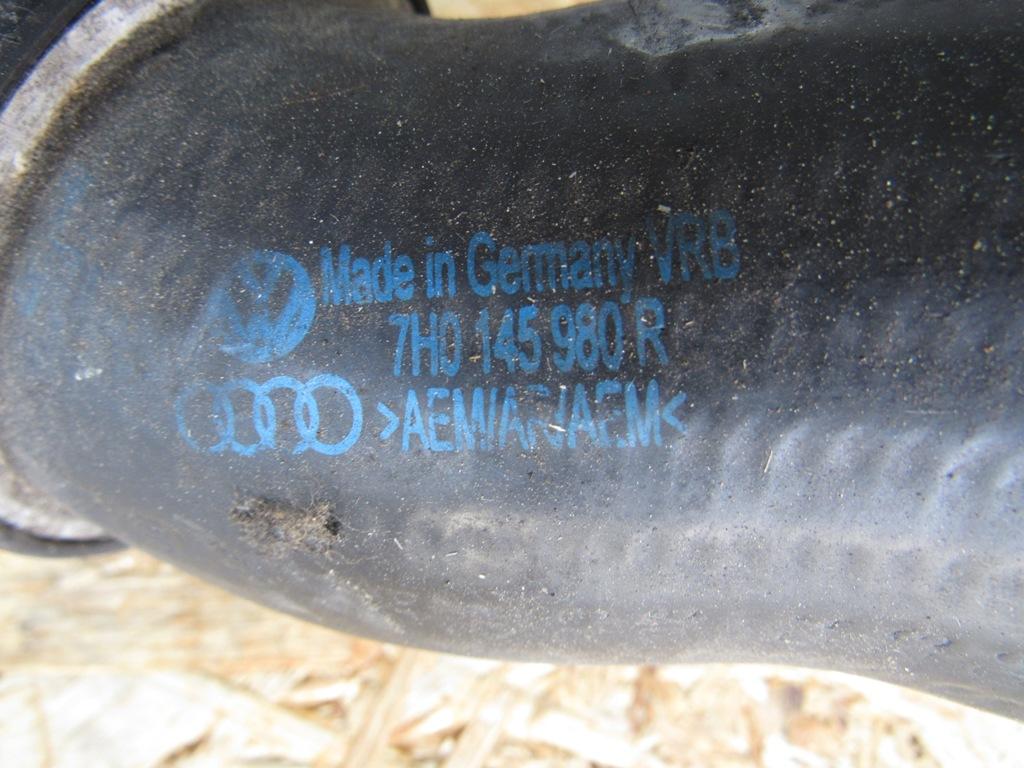 Made in Germany VRB
7H0 145 980 R
>AEM/AR/AEM<